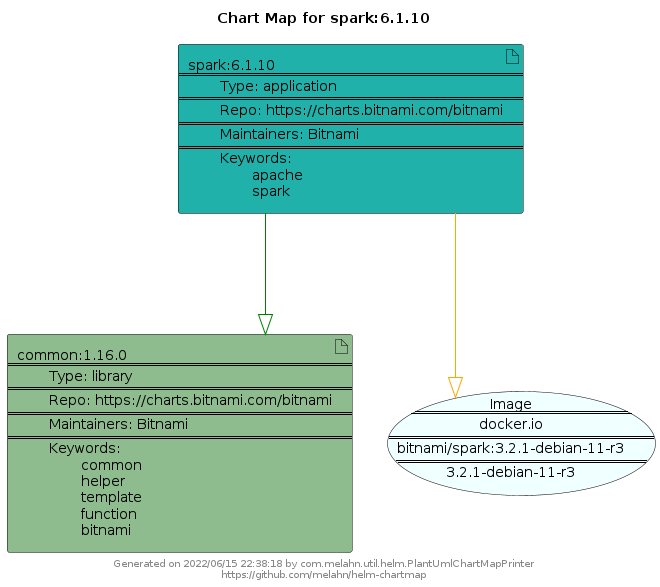 Chart Map for spark:6.1.10
spark:6.1.10
Type: application
Repo: https://charts.bitnami.com/bitnami
Maintainers: Bitnami
Keywords:
apache
spark
common:1.16.0
Type: library
Repo: https://charts.bitnami.com/bitnami
Maintainers: Bitnami
Keywords:
common
helper
template
function
bitnami
Image
docker.io
bitnami/spark:3.2.1-debian-11-r3
3.2.1-debian-11-r3
Generated on 2022/06/15 22:38:18 by com.melahn.util.helm.PlantUmlChartMapPrinter
https://github.com/melahn/helm-chartmap